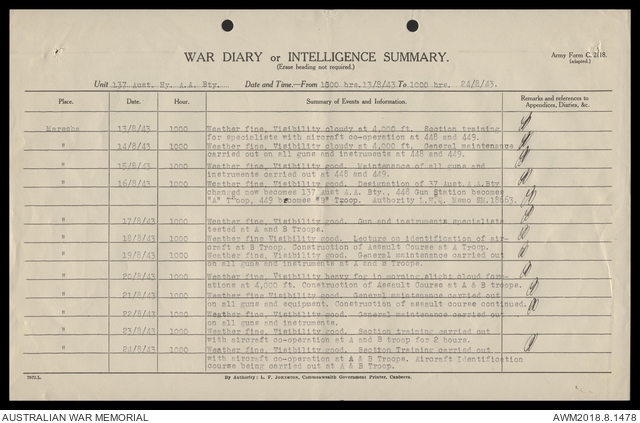 WAR DIARY or INTELLIGENCE SUMMARY.
(Erase heading not required.)
Army Form C. 2118.
(adapted.)
Unit 137 Aust. Hy. A.A. Bty. Date and Time:—From 1000 hrs. 13/8/43 To 1000 hrs. 24/8/43.
Place. Date. Hour. Summary of Events and Information. Remarks and references to Appendices, Diaries, &c.
Mareeba 13/8/43 1000 Weather fine, Visibility cloudy at 4,000 ft. Section training
for specialists with aircraft co-operation at 448 and 449.
" 14/8/43 1000 Weather fine. Visibility cloudy at 4,000 ft. General maintenance
carried out on all guns and instruments at 448 and 449.
" 15/8/43 1000 Weather fine. Visibility good. Maintenance of all guns and
instruments carried out at 448 and 449.
" 16/8/43 1000 Weather fine. Visibility good. Designation of 37 Aust. A.A. Bty
changed now becomes 137 Aust A.A. Bty., 448 Gun Station becomes
"A" Troop, 449 becomes "B" Troop. Authority L.H.Q. Memo 18663.
" 17/8/43 1000 Weather fine. Visibility good. Gun and instruments specialists
tested at A and B Troops.
" 18/8/43 1000 Weather fine Visibility good. Lecture on identification of air-
craft at B Troop. Construction of Assault Course at A Troop.
" 19/8/43 1000 Weather fine, Visibility good. General maintenance carried out
on all guns and instruments at A and B Troops.
" 20/8/43 1000 Weather fine. Visibility heavy fog in morning slight cloud form-
ations at 4,000 ft. Construction of Assault Course at A & B troops.
" 21/8/43 1000 Weather fine Visibility good. General maintenance carried out
on all guns and equipment. Construction of assault course continued.
" 22/8/43 1000 Weather fine. Visibility good. General maintenance carried out
on all guns and instruments.
" 23/8/43 1000 Weather fine. Visibility good. Section training carried out
with aircraft co-operation at A and B troop for 2 hours.
" 24/8/43 1000 Weather fine. Visibility good. Section Training carried out
with aircraft co-operation at A & B Troops. Aircraft Identification
course being carried out at A & B Troops.
By Authority: L. F. Johnston, Commonwealth Government Printer, Canberra.
AUSTRALIAN WAR MEMORIAL
AWM2018.8.1478